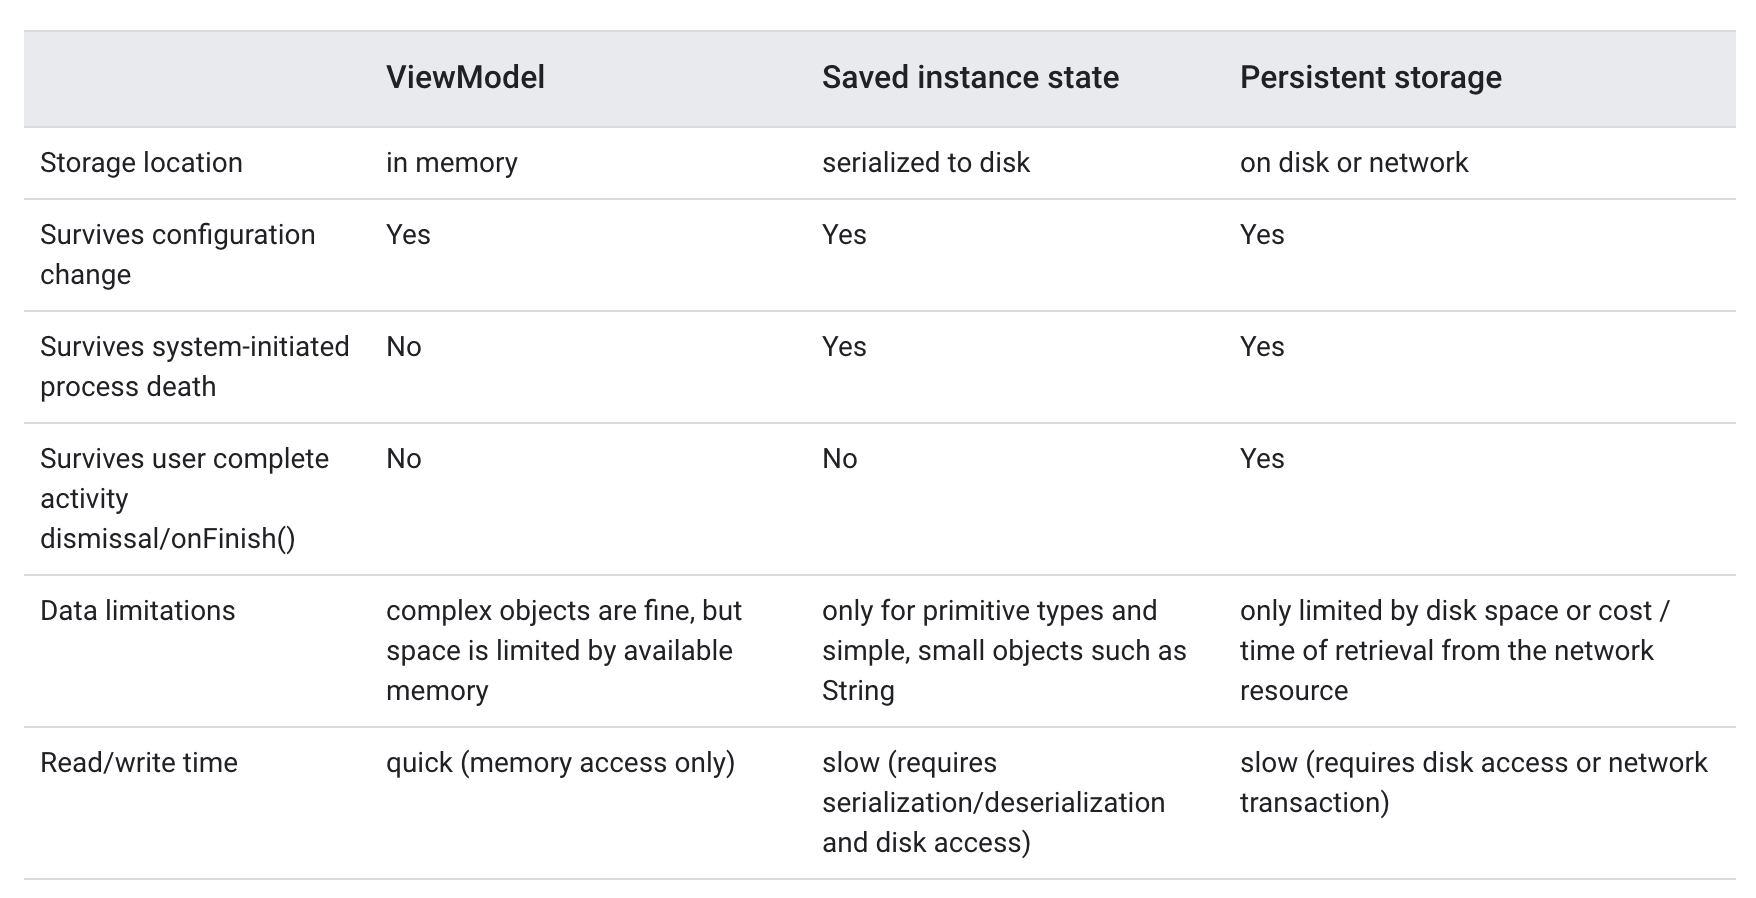 ViewModel Saved instance state Persistent storage
Storage location in memory serialized to disk on disk or network
Survives configuration Yes Yes Yes
change
Survives system-initiated No Yes Yes
process death
Survives user complete No No Yes
activity
dismissal/onFinish()
Data limitations complex objects are fine, but only for primitive types and only limited by disk space or cost /
space is limited by available simple, small objects such as time of retrieval from the network
memory String resource
Read/write time quick (memory access only) slow (requires slow (requires disk access or network
serialization/deserialization transaction)
and disk access)